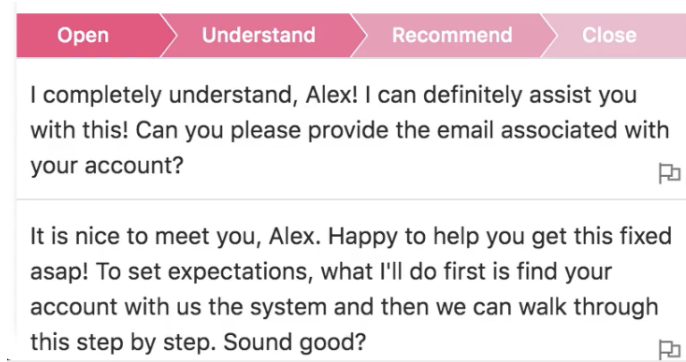 Open Understand Recommend Close
I completely understand, Alex! I can definitely assist you
with this! Can you please provide the email associated with
your account?
It is nice to meet you, Alex. Happy to help you get this fixed
asap! To set expectations, what I'll do first is find your
account with us the system and then we can walk through
this step by step. Sound good?